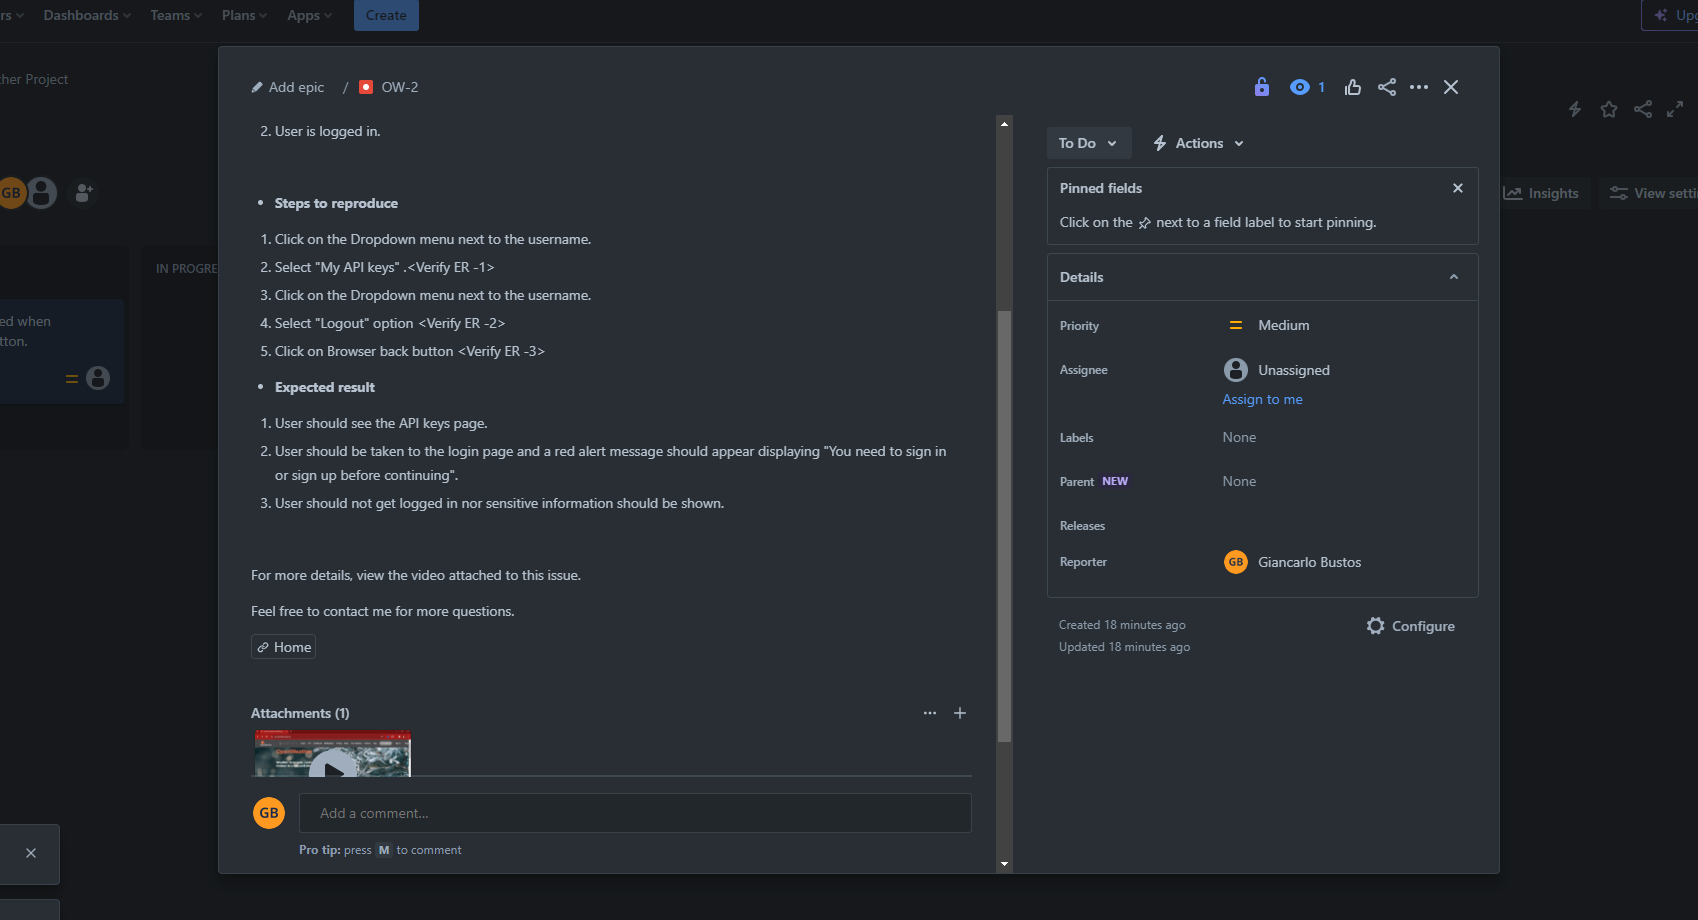 rs
Dashboards
Teams
Plans
Apps
Create
Upg
her Project
GB
IN PROGRE
ed when
tton.
Insights
View setti
Add epic / OW-2
1
2. User is logged in.
• Steps to reproduce
1. Click on the Dropdown menu next to the username.
2. Select "My API keys" .<Verify ER -1>
3. Click on the Dropdown menu next to the username.
4. Select "Logout" option <Verify ER -2>
5. Click on Browser back button <Verify ER -3>
• Expected result
1. User should see the API keys page.
2. User should be taken to the login page and a red alert message should appear displaying "You need to sign in
or sign up before continuing".
3. User should not get logged in nor sensitive information should be shown.
For more details, view the video attached to this issue.
Feel free to contact me for more questions.
Home
Attachments (1)
GB
Add a comment...
Pro tip: press M to comment
To Do
Actions
Pinned fields
Click on the next to a field label to start pinning.
Details
Priority
Medium
Assignee
Unassigned
Assign to me
Labels
None
Parent NEW
None
Releases
Reporter
GB Giancarlo Bustos
Created 18 minutes ago
Updated 18 minutes ago
Configure